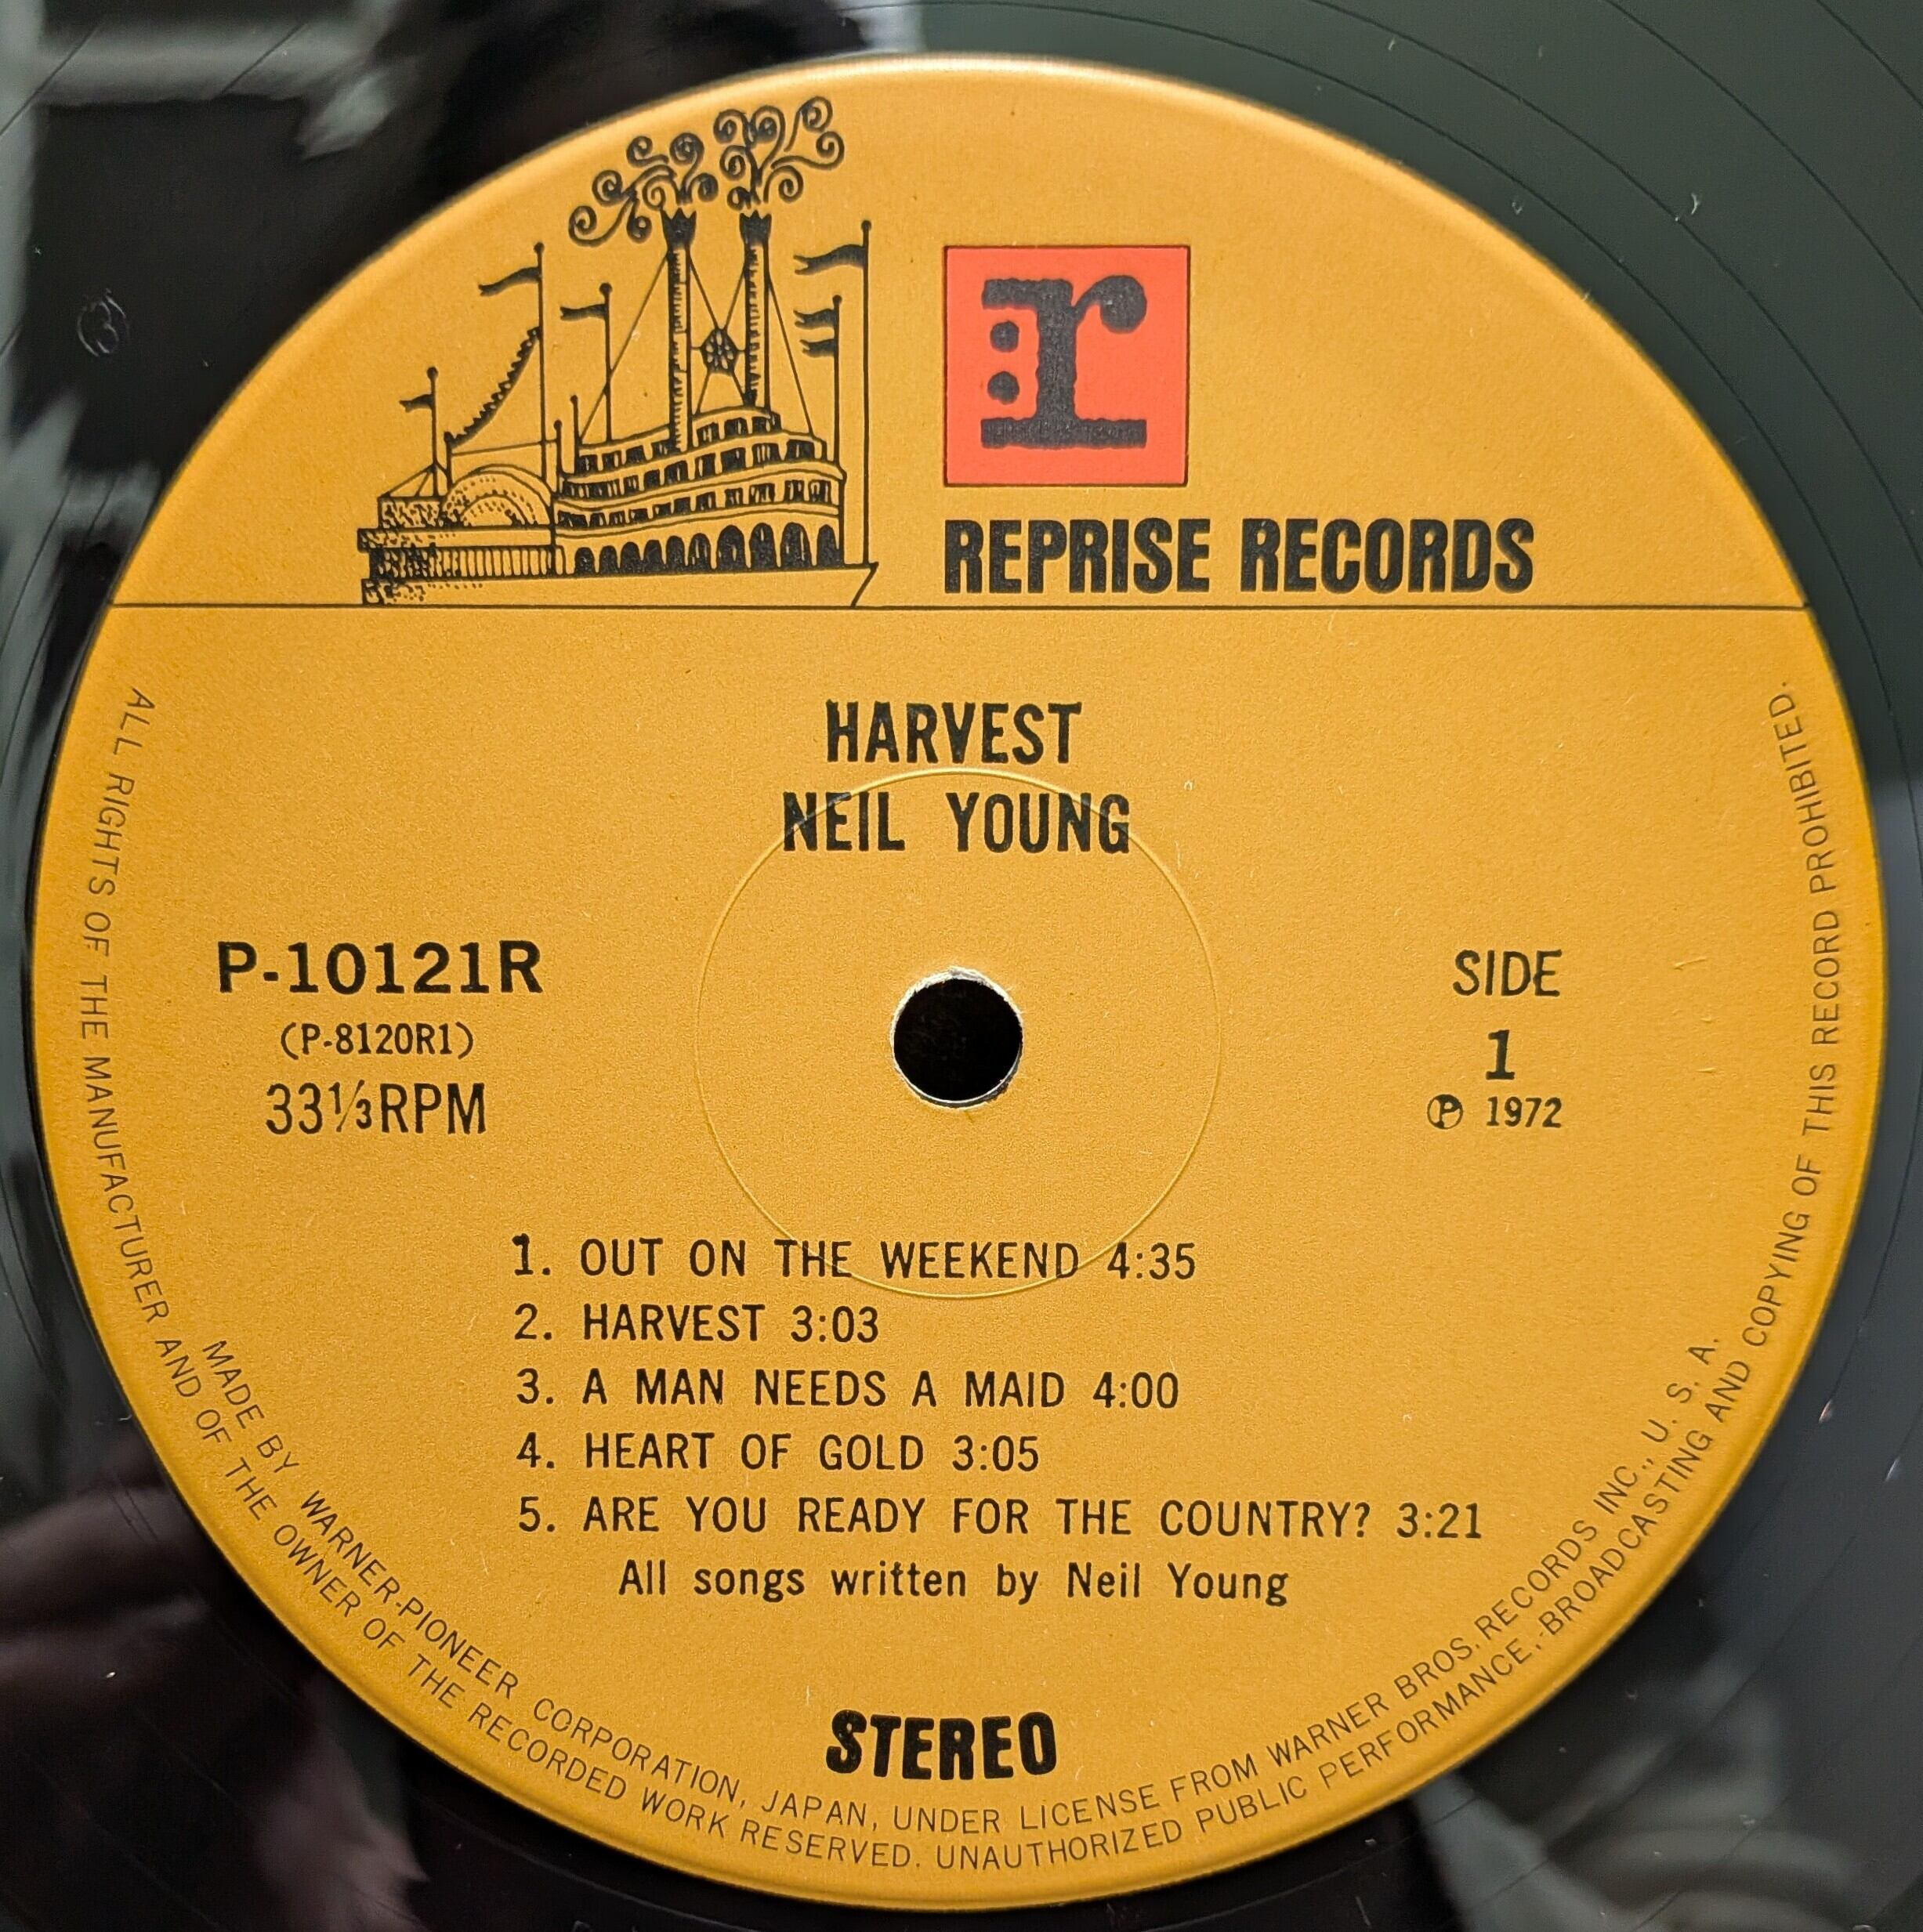 :r
REPRISE RECORDS
HARVEST
NEIL YOUNG
P-10121R
(P-8120R1)
33⅓RPM
SIDE
1
Ⓟ 1972
1. OUT ON THE WEEKEND 4:35
2. HARVEST 3:03
3. A MAN NEEDS A MAID 4:00
4. HEART OF GOLD 3:05
5. ARE YOU READY FOR THE COUNTRY? 3:21
All songs written by Neil Young
STEREO
MADE BY WARNER-PIONEER CORPORATION, JAPAN, UNDER LICENSE FROM WARNER BROS. RECORDS INC., U. S. A.
ALL RIGHTS OF THE MANUFACTURER AND OF THE OWNER OF THE RECORDED WORK RESERVED. UNAUTHORIZED PUBLIC PERFORMANCE, BROADCASTING AND COPYING OF THIS RECORD PROHIBITED.
3